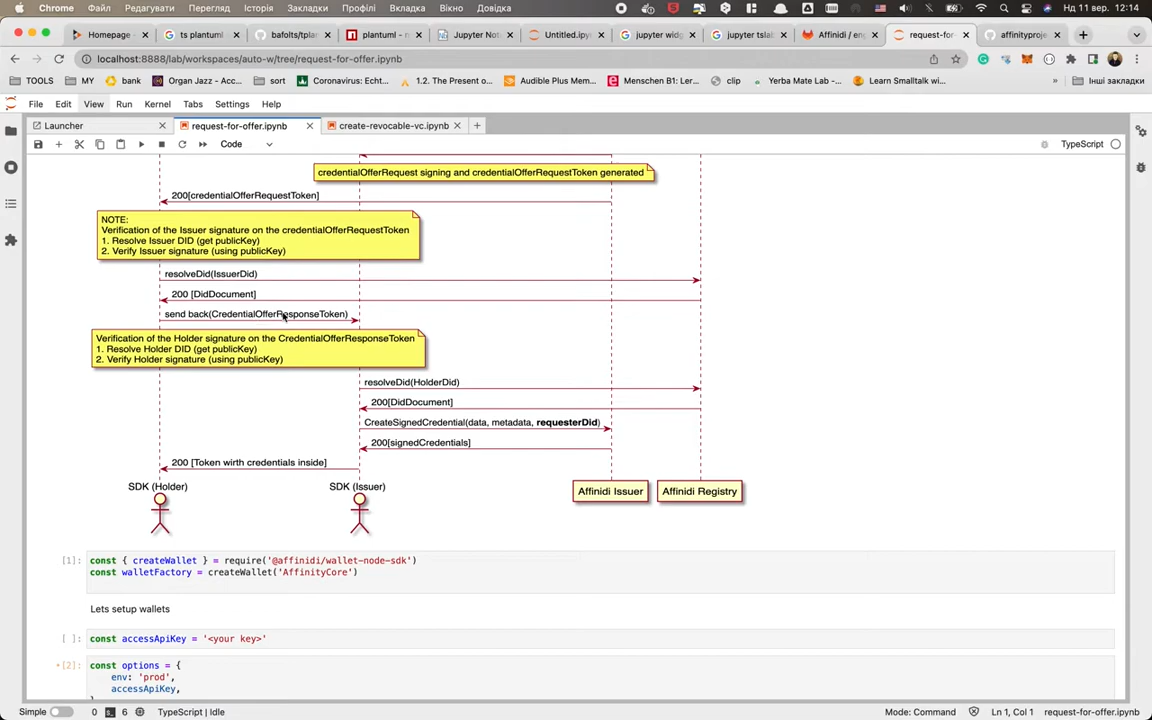 Chrome Файл Редагувати Перегляд Історія Закладки Профілі Вкладка Вікно Довідка Нд 11 вер. 12:14
Homepage ts plantuml bafolts/tplan plantuml - n Jupyter Not Untitled.ipyn jupyter widg jupyter tslab Affinidi / en request-for- affinityproje
localhost:8888/lab/workspaces/auto-w/tree/request-for-offer.ipynb
TOOLS MY bank Organ Jazz - Acc... sort Coronavirus: Echt... 1.2. The Present o... Audible Plus Mem... Menschen B1: Ler... clip Yerba Mate Lab -... Learn Smalltalk wi... » Інші закладки
File Edit View Run Kernel Tabs Settings Help
Launcher request-for-offer.ipynb create-revocable-vc.ipynb
Code TypeScript
credentialOfferRequest signing and credentialOfferRequestToken generated
200[credentialOfferRequestToken]
NOTE:
Verification of the Issuer signature on the credentialOfferRequestToken
1. Resolve Issuer DID (get publicKey)
2. Verify Issuer signature (using publicKey)
resolveDid(IssuerDid)
200 [DidDocument]
send back(CredentialOfferResponseToken)
Verification of the Holder signature on the CredentialOfferResponseToken
1. Resolve Holder DID (get publicKey)
2. Verify Holder signature (using publicKey)
resolveDid(HolderDid)
200[DidDocument]
CreateSignedCredential(data, metadata, requesterDid)
200[signedCredentials]
200 [Token wirth credentials inside]
SDK (Holder) SDK (Issuer) Affinidi Issuer Affinidi Registry
[1]: const { createWallet } = require('@affinidi/wallet-node-sdk')
const walletFactory = createWallet('AffinityCore')
Lets setup wallets
[ ]: const accessApiKey = '<your key>'
[2]: const options = {
env: 'prod',
accessApiKey,
Simple 0 6 TypeScript | Idle Mode: Command Ln 1, Col 1 request-for-offer.ipynb